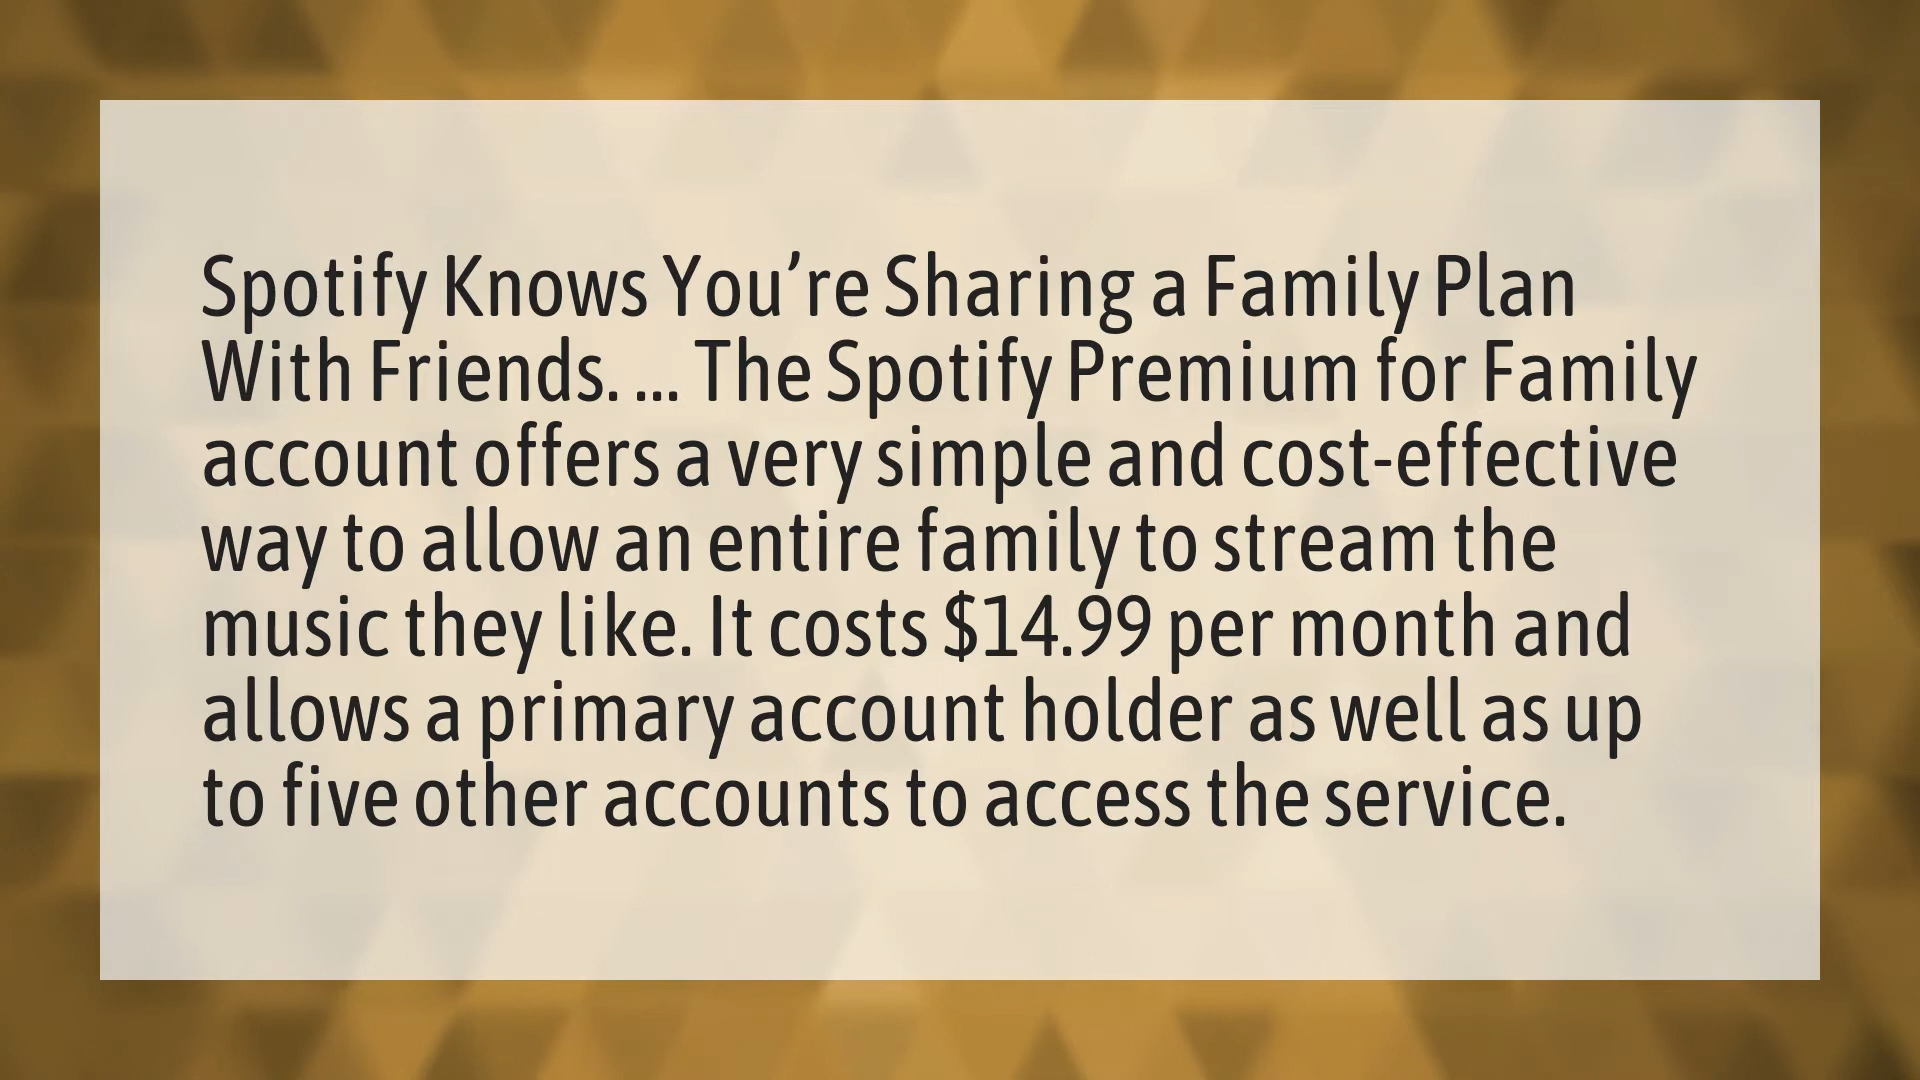 Spotify Knows You’re Sharing a Family Plan
With Friends. ... The Spotify Premium for Family
account offers a very simple and cost-effective
way to allow an entire family to stream the
music they like. It costs $14.99 per month and
allows a primary account holder as well as up
to five other accounts to access the service.